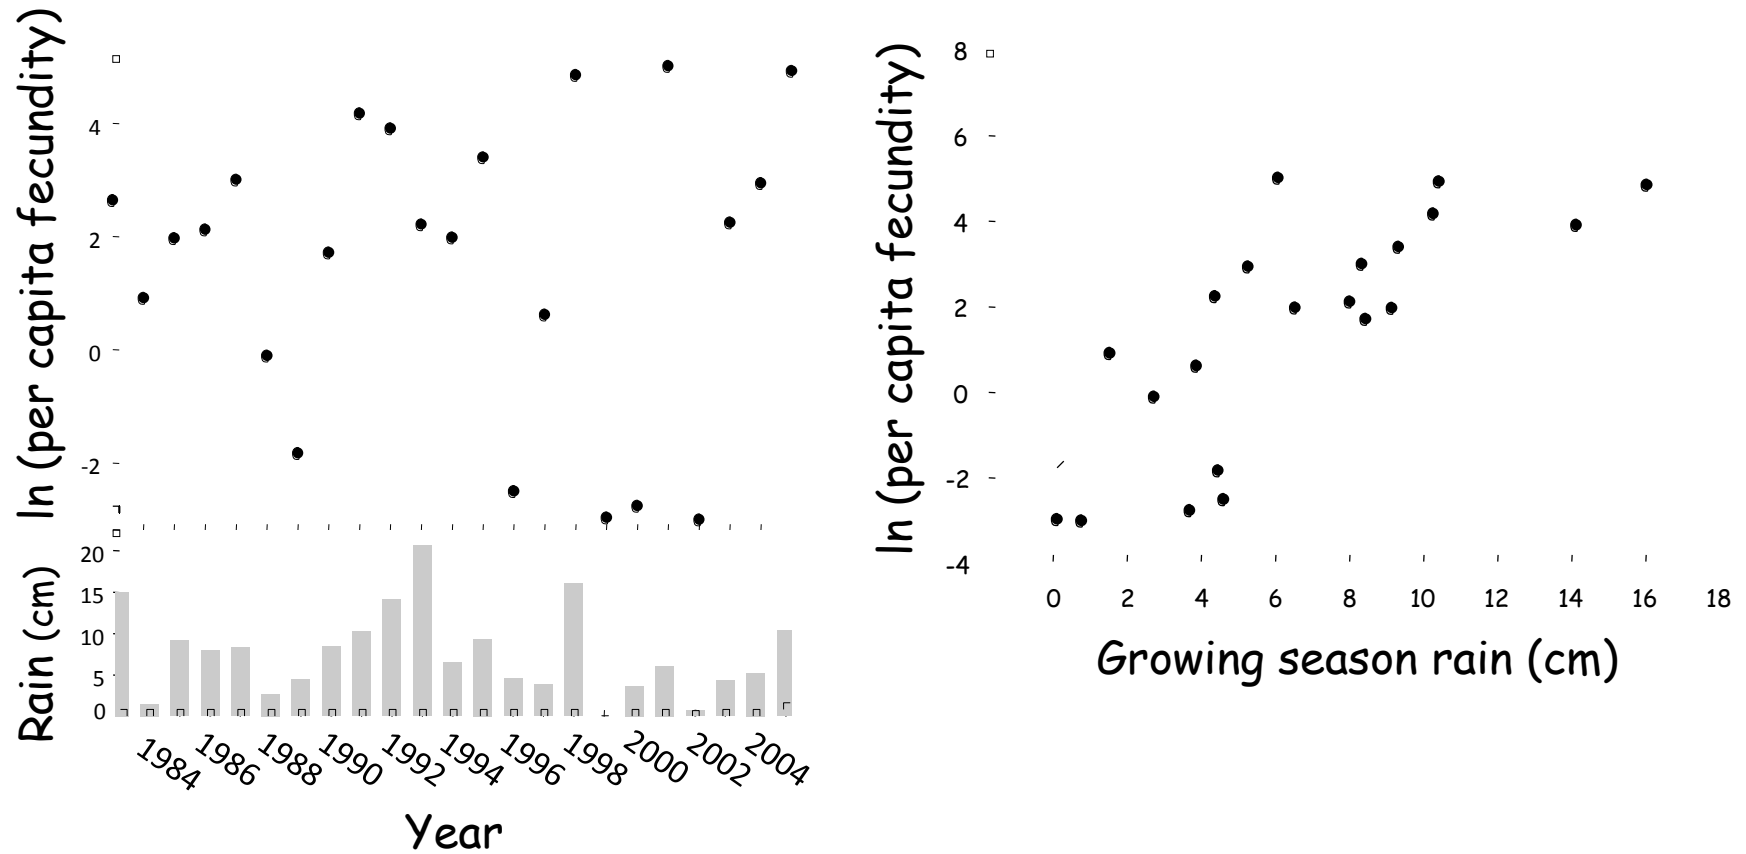 ln (per capita fecundity)
4
2
0
-2
Rain (cm)
20
15
10
5
0
1984 1986 1988 1990 1992 1994 1996 1998 2000 2002 2004
Year
ln (per capita fecundity)
8
6
4
2
0
-2
-4
0 2 4 6 8 10 12 14 16 18
Growing season rain (cm)